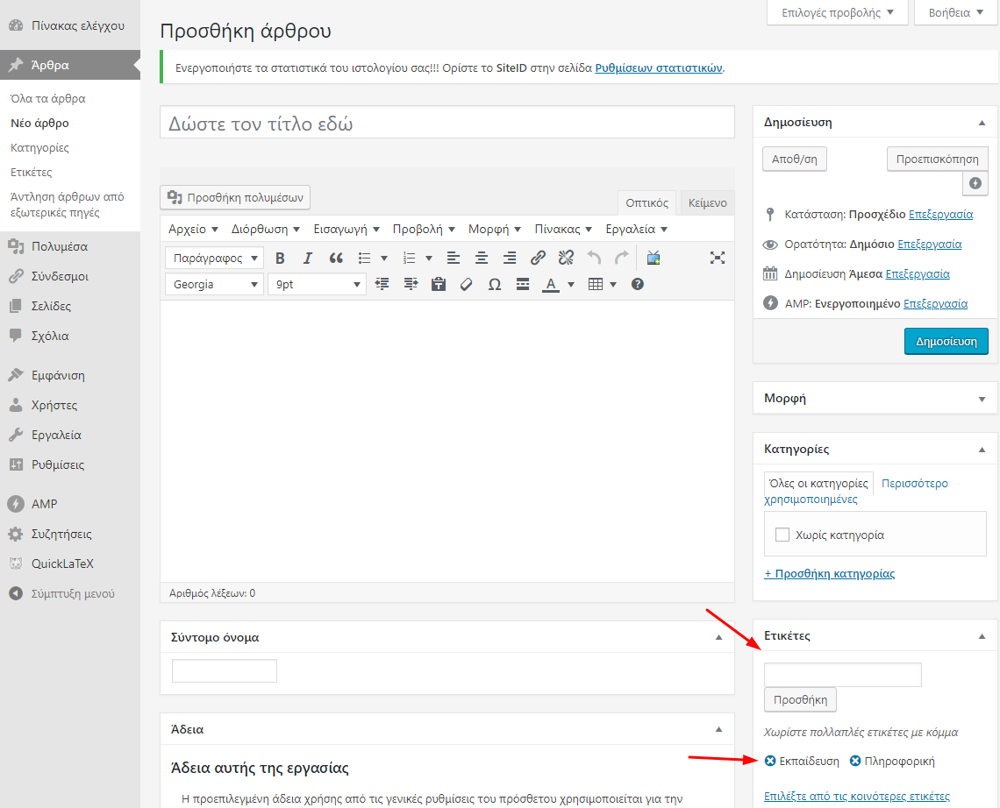 Επιλογές προβολής
Βοήθεια
Πίνακας ελέγχου
Άρθρα
Όλα τα άρθρα
Νέο άρθρο
Κατηγορίες
Ετικέτες
Άντληση άρθρων από
εξωτερικές πηγές
Πολυμέσα
Σύνδεσμοι
Σελίδες
Σχόλια
Εμφάνιση
Χρήστες
Εργαλεία
Ρυθμίσεις
AMP
Συζητήσεις
QuickLaTeX
Σύμπτυξη μενού
Προσθήκη άρθρου
Ενεργοποιήστε τα στατιστικά του ιστολογίου σας!!! Ορίστε το SiteID στην σελίδα Ρυθμίσεων στατιστικών.
Δώστε τον τίτλο εδώ
Προσθήκη πολυμέσων
Οπτικός Κείμενο
Αρχείο Διόρθωση Εισαγωγή Προβολή Μορφή Πίνακας Εργαλεία
Παράγραφος
Georgia 9pt
Αριθμός λέξεων: 0
Σύντομο όνομα
Άδεια
Άδεια αυτής της εργασίας
Η προεπιλεγμένη άδεια χρήσης από τις γενικές ρυθμίσεις του πρόσθετου χρησιμοποιείται για την
Δημοσίευση
Αποθ/ση Προεπισκόπηση
Κατάσταση: Προσχέδιο Επεξεργασία
Ορατότητα: Δημόσιο Επεξεργασία
Δημοσίευση Άμεσα Επεξεργασία
AMP: Ενεργοποιημένο Επεξεργασία
Δημοσίευση
Μορφή
Κατηγορίες
Όλες οι κατηγορίες Περισσότερο
χρησιμοποιημένες
Χωρίς κατηγορία
+ Προσθήκη κατηγορίας
Ετικέτες
Προσθήκη
Χωρίστε πολλαπλές ετικέτες με κόμμα
Εκπαίδευση Πληροφορική
Επιλέξτε από τις κοινότερες ετικέτες